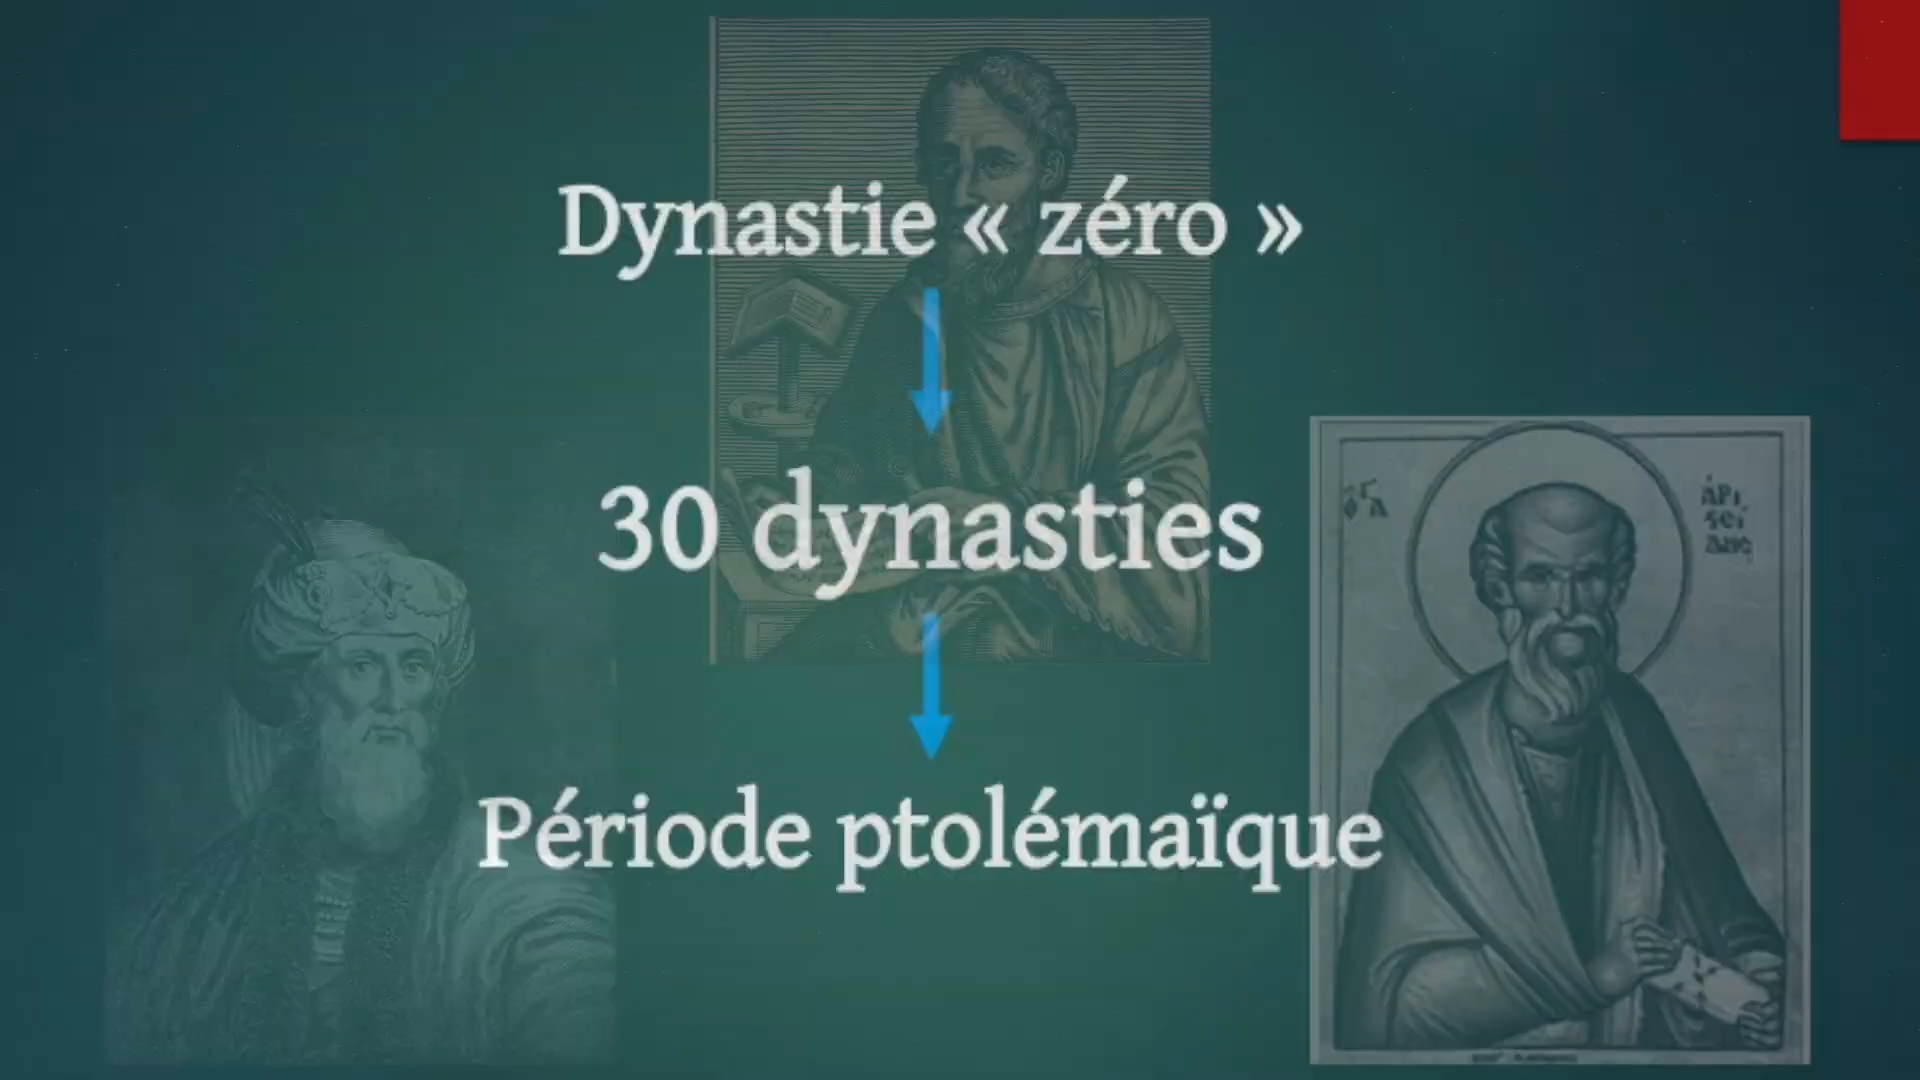 Dynastie « zéro »
30 dynasties
Période ptolémaïque